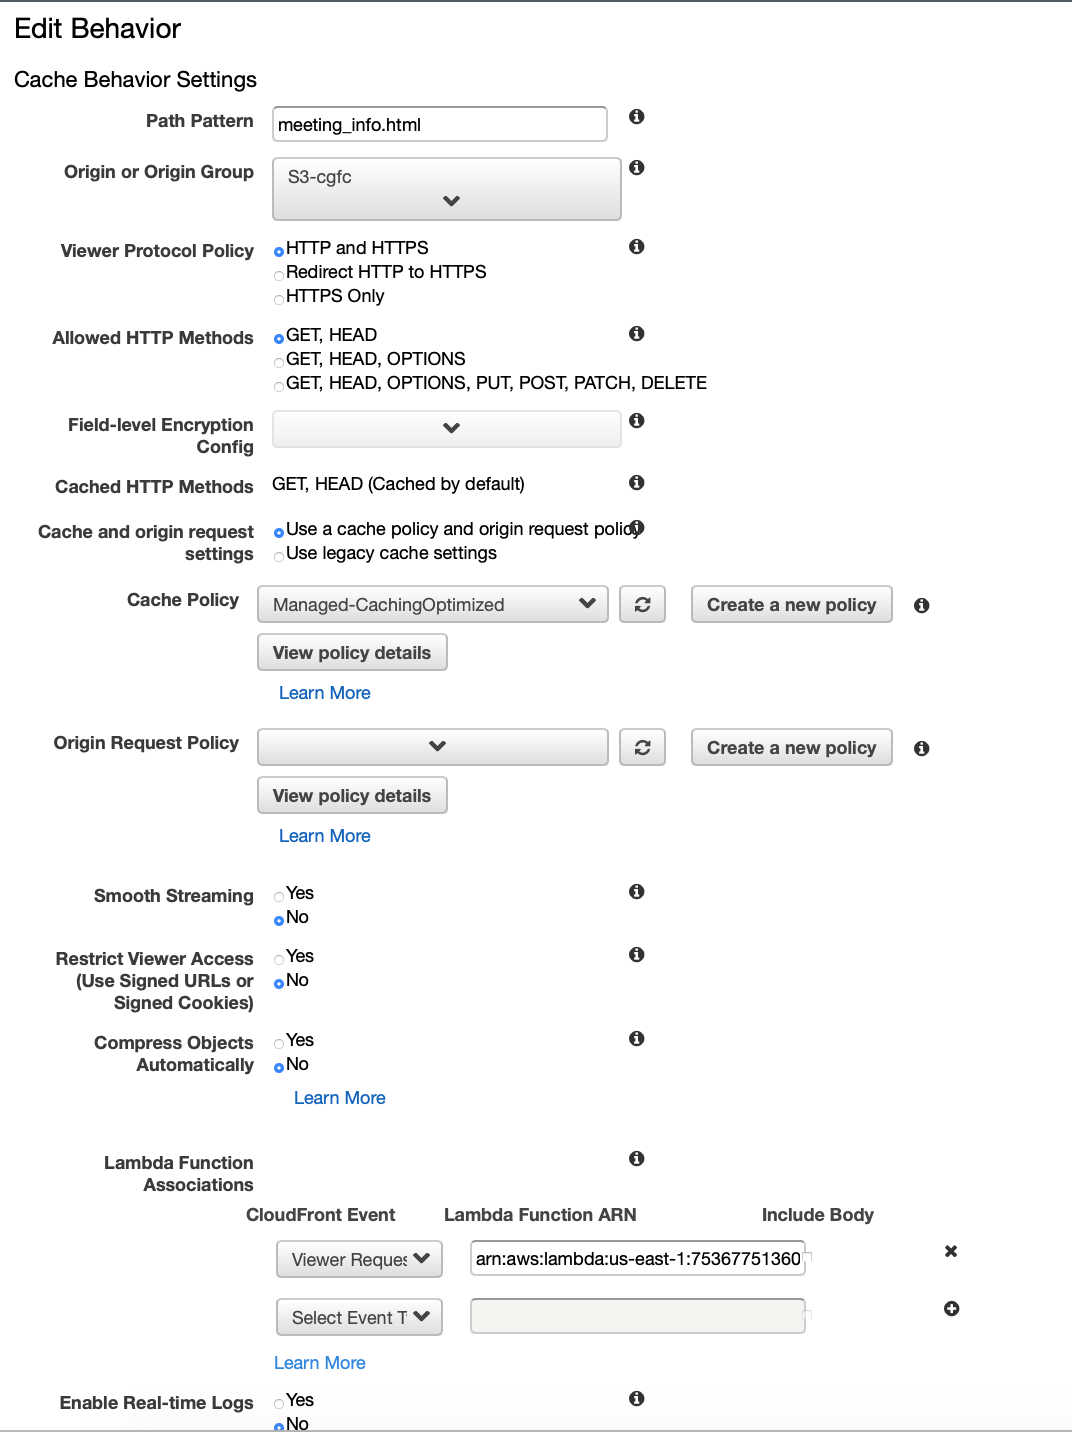 Edit Behavior
Cache Behavior Settings
Path Pattern
meeting_info.html
Origin or Origin Group
S3-cgfc
Viewer Protocol Policy
HTTP and HTTPS
Redirect HTTP to HTTPS
HTTPS Only
Allowed HTTP Methods
GET, HEAD
GET, HEAD, OPTIONS
GET, HEAD, OPTIONS, PUT, POST, PATCH, DELETE
Field-level Encryption
Config
Cached HTTP Methods
GET, HEAD (Cached by default)
Cache and origin request
settings
Use a cache policy and origin request policy
Use legacy cache settings
Cache Policy
Managed-CachingOptimized
Create a new policy
View policy details
Learn More
Origin Request Policy
Create a new policy
View policy details
Learn More
Smooth Streaming
Yes
No
Restrict Viewer Access
(Use Signed URLs or
Signed Cookies)
Yes
No
Compress Objects
Automatically
Yes
No
Learn More
Lambda Function
Associations
CloudFront Event
Lambda Function ARN
Include Body
Viewer Reques
arn:aws:lambda:us-east-1:75367751360
Select Event T
Learn More
Enable Real-time Logs
Yes
No